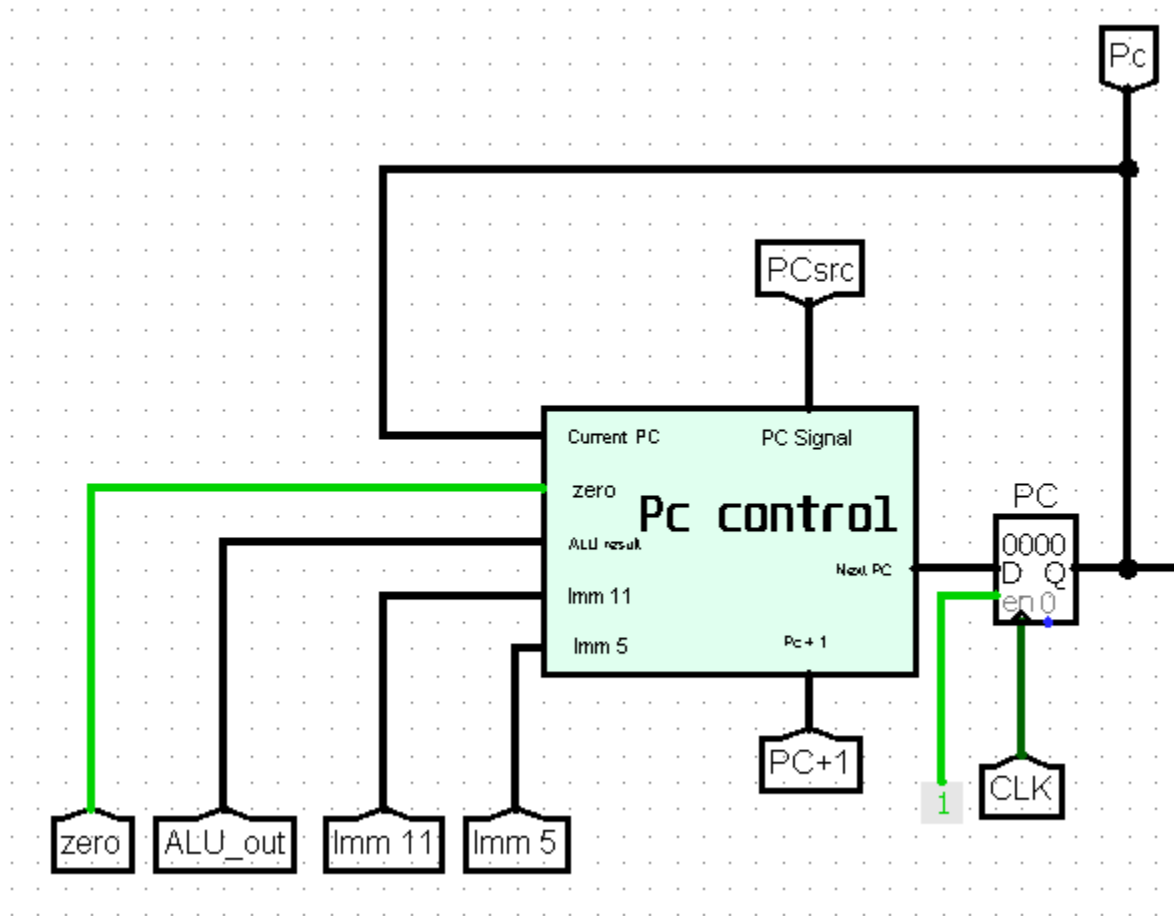 Pc
PCsrc
Current PC
PC Signal
zero
Pc control
ALU result
Next PC
Imm 11
Imm 5
Pc + 1
PC
0000
D Q
en 0
PC+1
1
CLK
zero
ALU_out
Imm 11
Imm 5